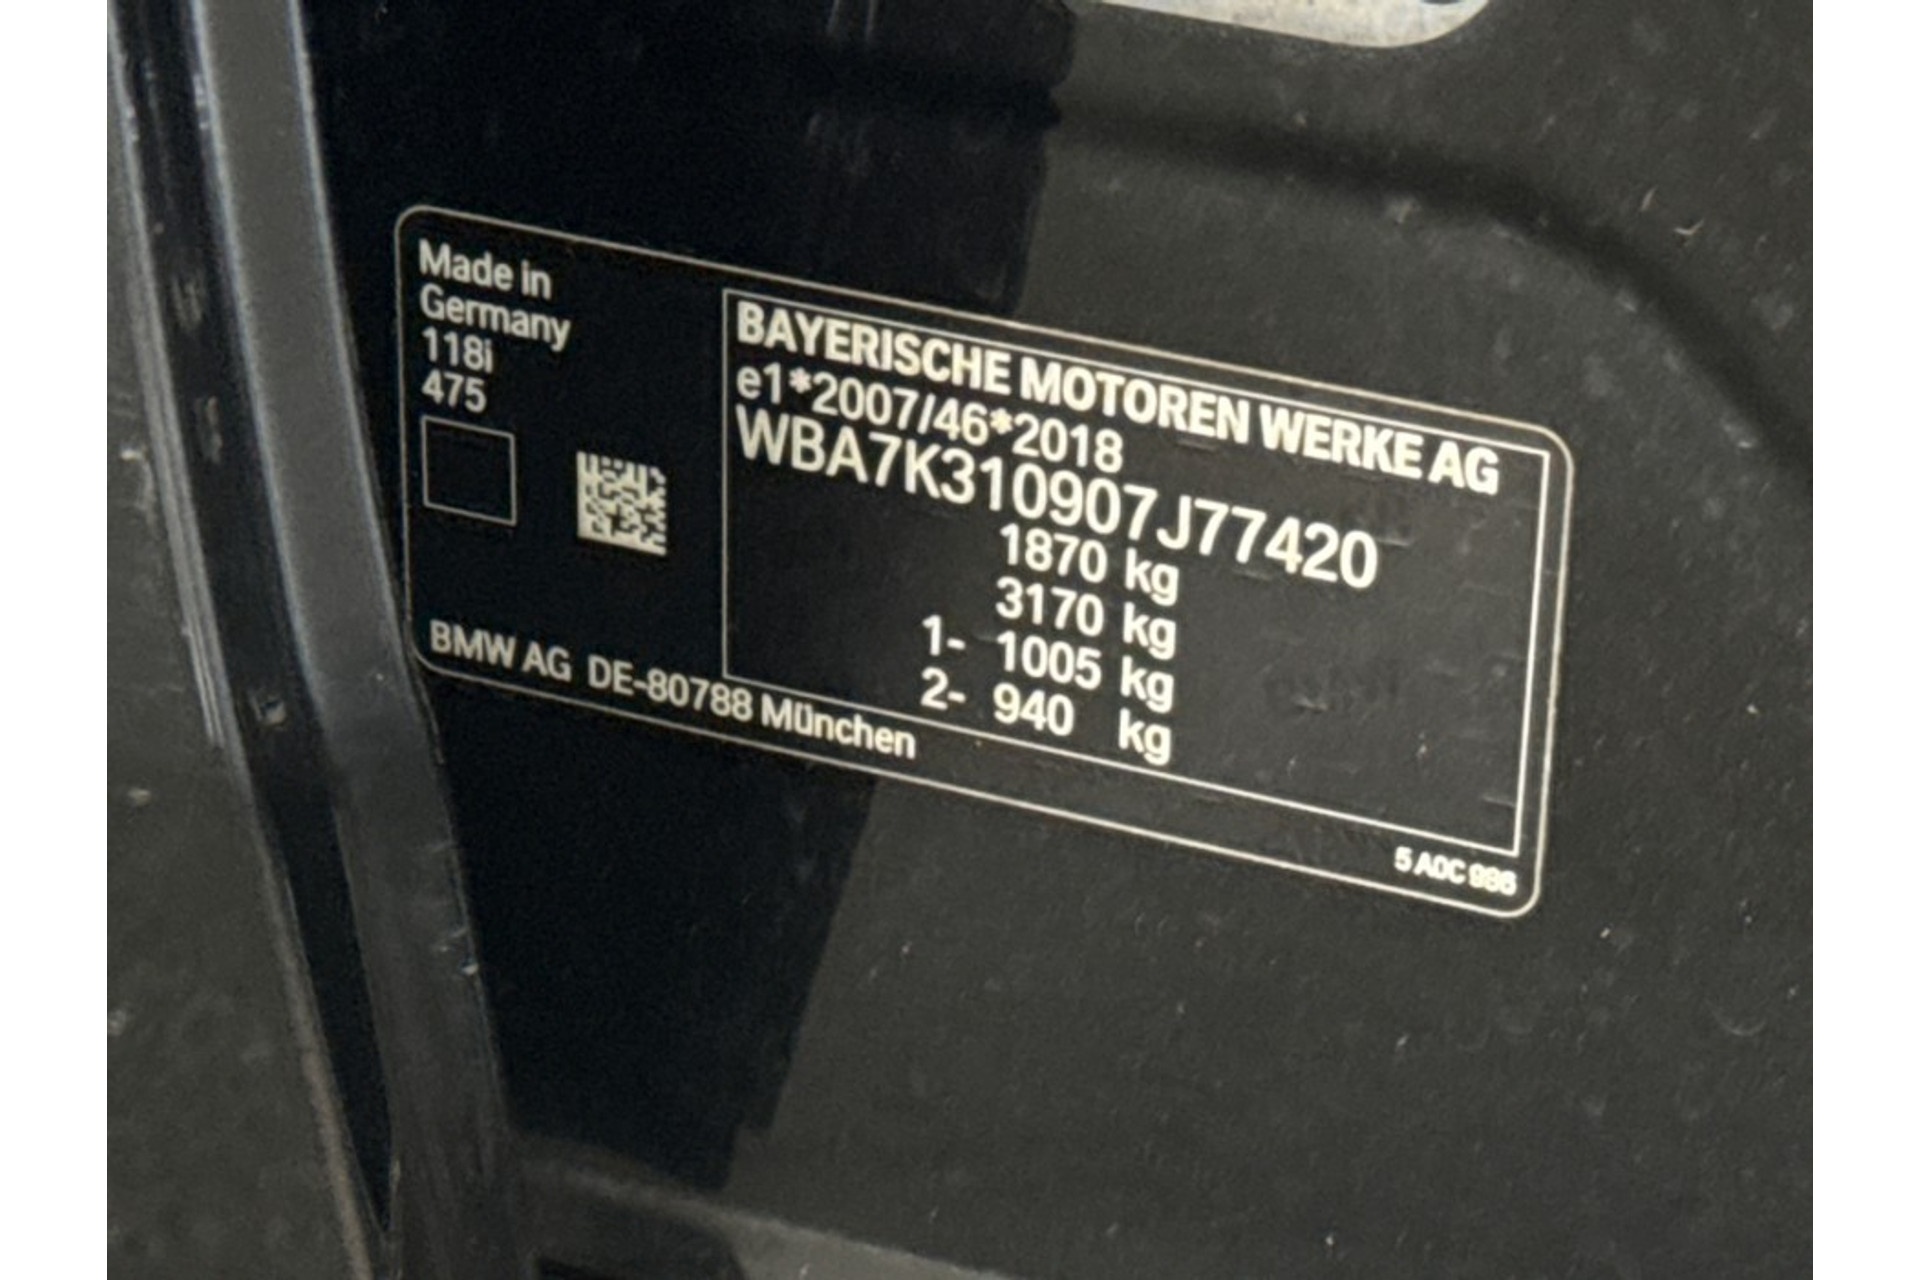 Made in
Germany
118i
475
BAYERISCHE MOTOREN WERKE AG
e1*2007/46*2018
WBA7K310907J77420
1870 kg
3170 kg
1- 1005 kg
2- 940 kg
BMW AG DE-80788 München
5 A0C 996